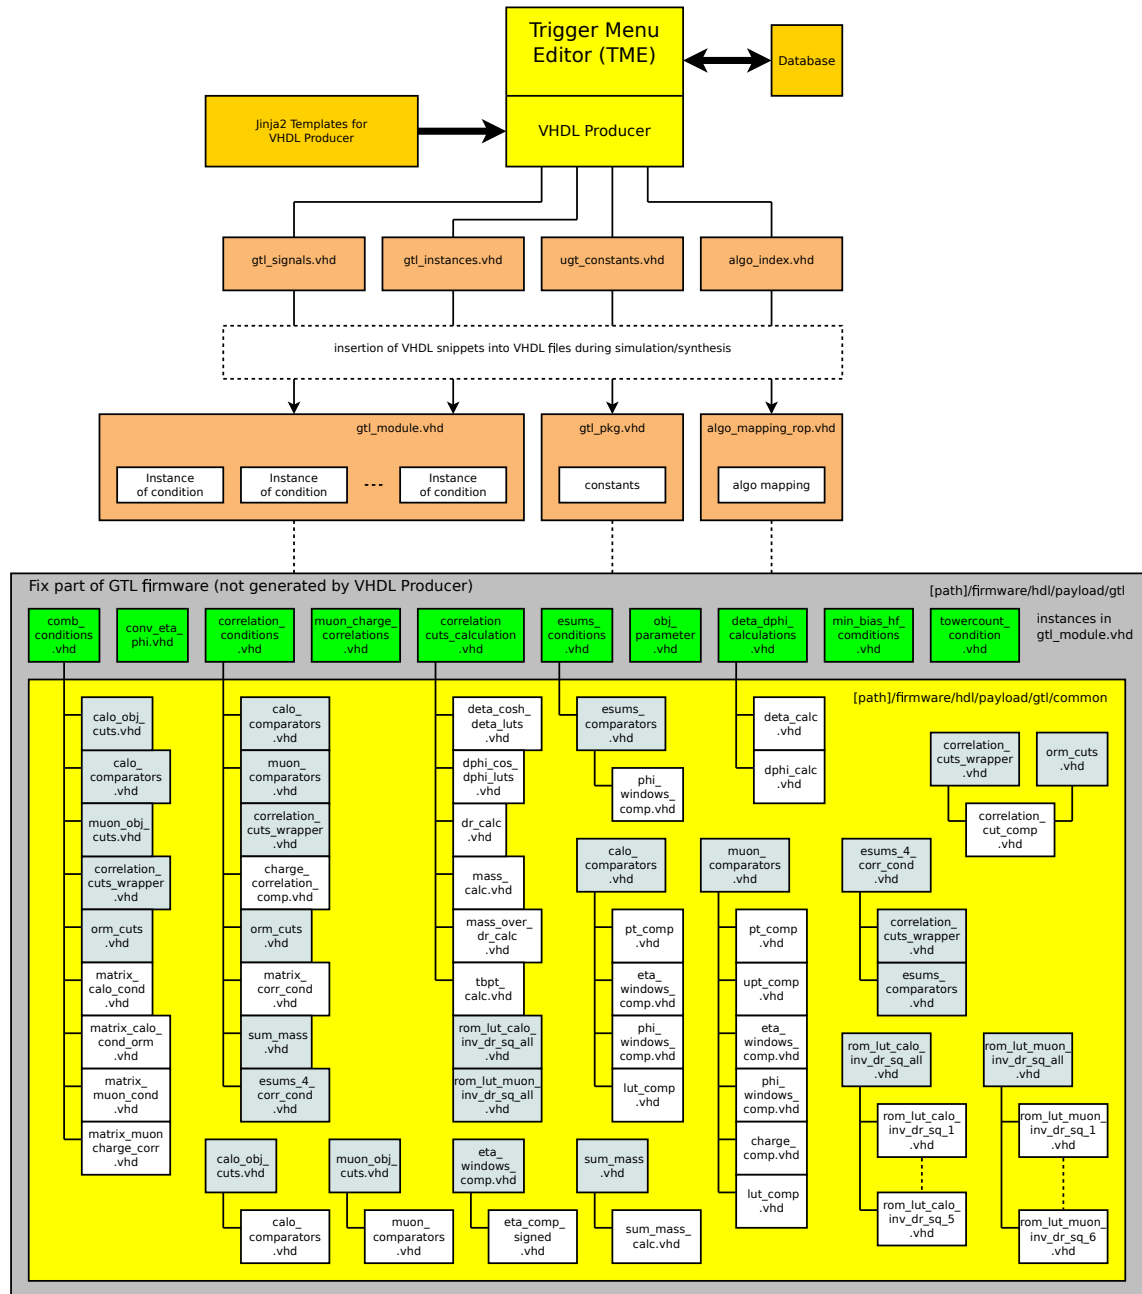 Trigger Menu
Editor (TME)
Database
Jinja2 Templates for
VHDL Producer
VHDL Producer
gtl_signals.vhd
gtl_instances.vhd
ugt_constants.vhd
algo_index.vhd
insertion of VHDL snippets into VHDL files during simulation/synthesis
gtl_module.vhd
Instance
of condition
Instance
of condition
---
Instance
of condition
gtl_pkg.vhd
constants
algo_mapping_rop.vhd
algo mapping
Fix part of GTL firmware (not generated by VHDL Producer)
[path]/firmware/hdl/payload/gtl
comb_
conditions
.vhd
conv_eta_
phi.vhd
correlation_
conditions
.vhd
muon_charge_
correlations
.vhd
correlation
cuts_calculation
.vhd
esums_
conditions
.vhd
obj_
parameter
.vhd
deta_dphi_
calculations
.vhd
min_bias_hf_
comditions
.vhd
towercount_
condition
.vhd
instances in
gtl_module.vhd
[path]/firmware/hdl/payload/gtl/common
calo_obj_
cuts.vhd
calo_
comparators
.vhd
muon_obj_
cuts.vhd
correlation_
cuts_wrapper
.vhd
orm_cuts
.vhd
matrix_
calo_cond
.vhd
matrix_calo_
cond_orm
.vhd
matrix_
muon_cond
.vhd
matrix_muon
charge_corr
.vhd
calo_
comparators
.vhd
muon_
comparators
.vhd
correlation_
cuts_wrapper
.vhd
charge_
correlation_
comp.vhd
orm_cuts
.vhd
matrix_
corr_cond
.vhd
sum_mass
.vhd
esums_4_
corr_cond
.vhd
deta_cosh_
deta_luts
.vhd
dphi_cos_
dphi_luts
.vhd
dr_calc
.vhd
mass_
calc.vhd
mass_over_
dr_calc
.vhd
tbpt_
calc.vhd
rom_lut_calo_
inv_dr_sq_all
.vhd
rom_lut_muon_
inv_dr_sq_all
.vhd
esums_
comparators
.vhd
phi_
windows_
comp.vhd
deta_calc
.vhd
dphi_calc
.vhd
correlation_
cuts_wrapper
.vhd
orm_cuts
.vhd
correlation_
cut_comp
.vhd
calo_
comparators
.vhd
pt_comp
.vhd
eta_
windows_
comp.vhd
phi_
windows_
comp.vhd
lut_comp
.vhd
muon_
comparators
.vhd
pt_comp
.vhd
upt_comp
.vhd
eta_
windows_
comp.vhd
phi_
windows_
comp.vhd
charge_
comp.vhd
lut_comp
.vhd
esums_4_
corr_cond
.vhd
correlation_
cuts_wrapper
.vhd
esums_
comparators
.vhd
rom_lut_calo_
inv_dr_sq_all
.vhd
rom_lut_calo_
inv_dr_sq_1
.vhd
rom_lut_calo_
inv_dr_sq_5
.vhd
rom_lut_muon_
inv_dr_sq_all
.vhd
rom_lut_muon_
inv_dr_sq_1
.vhd
rom_lut_muon_
inv_dr_sq_6
.vhd
calo_obj_
cuts.vhd
calo_
comparators
.vhd
muon_obj_
cuts.vhd
muon_
comparators
.vhd
eta_
windows_
comp.vhd
eta_comp_
signed
.vhd
sum_mass
.vhd
sum_mass_
calc.vhd